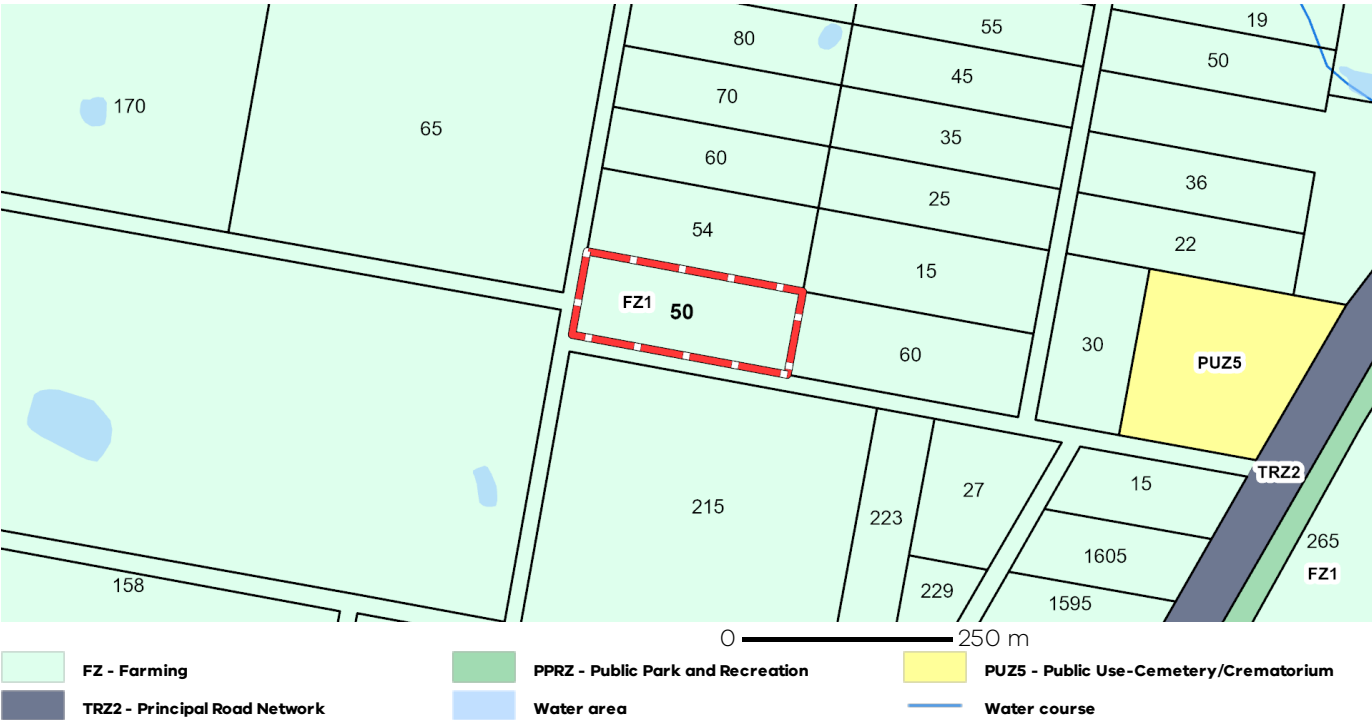 19
55
80
50
45
70
170
65
35
60
36
25
54
22
15
FZ1
50
30
60
PUZ5
TRZ2
15
27
215
223
265
1605
FZ1
158
229
1595
0 250 m
FZ - Farming
PPRZ - Public Park and Recreation
PUZ5 - Public Use-Cemetery/Crematorium
TRZ2 - Principal Road Network
Water area
Water course